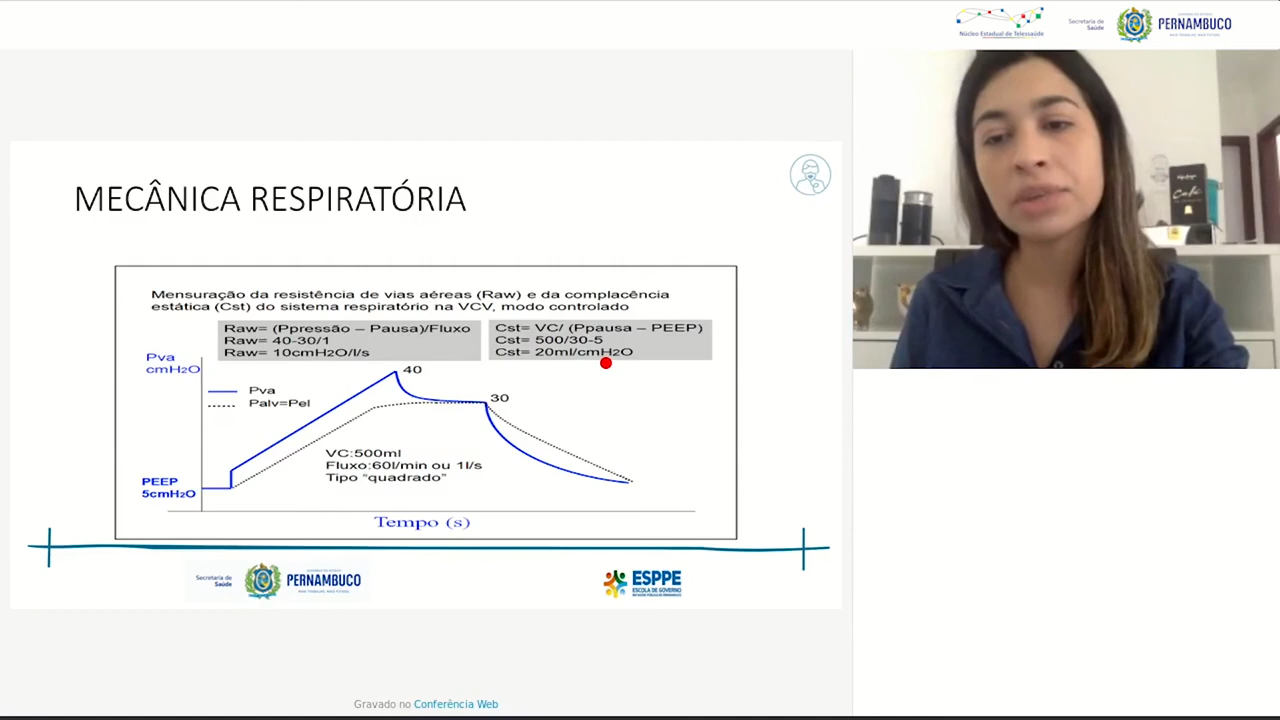 Núcleo Estadual de Telessaúde
Secretaria de
Saúde
PERNAMBUCO
MECÂNICA RESPIRATÓRIA
Mensuração da resistência de vias aéreas (Raw) e da complacência
estática (Cst) do sistema respiratório na VCV, modo controlado
Raw= (Ppressão – Pausa)/Fluxo
Raw= 40-30/1
Raw= 10cmH2O/l/s
Cst= VC/ (Ppausa – PEEP)
Cst= 500/30-5
Cst= 20ml/cmH2O
Pva
cmH2O
40
Pva
Palv=Pel
30
VC:500ml
Fluxo:60l/min ou 1l/s
Tipo “quadrado”
PEEP
5cmH2O
Tempo (s)
Secretaria de
Saúde
PERNAMBUCO
ESPPE
ESCOLA DE GOVERNO
Café
Gravado no Conferência Web